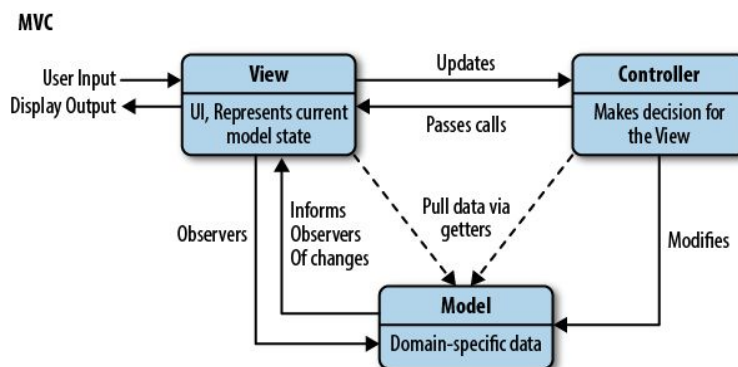 MVC
User Input
Display Output
View
UI, Represents current
model state
Updates
Passes calls
Controller
Makes decision for
the View
Observers
Informs
Observers
Of changes
Pull data via
getters
Modifies
Model
Domain-specific data